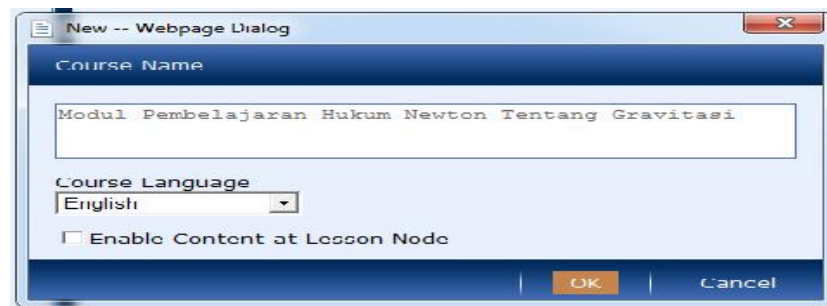 New -- Webpage Dialog
Course Name
Modul Pembelajaran Hukum Newton Tentang Gravitasi
Course Language
English
Enable Content at Lesson Node
OK
Cancel